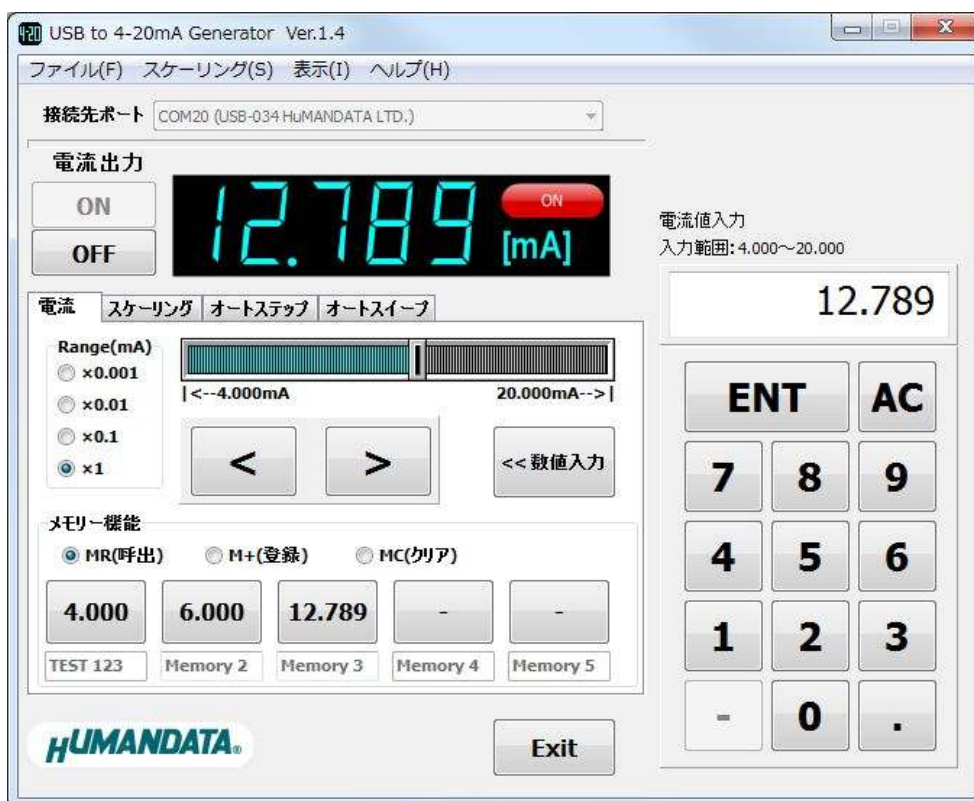 USB to 4-20mA Generator Ver.1.4
ファイル(F) スケーリング(S) 表示(I) ヘルプ(H)
接続先ポート COM20 (USB-034 HuMANDATA LTD.)
電流出力
ON
OFF
12.789
ON
[mA]
電流値入力
入力範囲:4.000～20.000
12.789
電流 スケーリング オートステップ オートスイープ
Range(mA)
×0.001
×0.01
×0.1
×1
|<--4.000mA 20.000mA-->|
< > << 数値入力
メモリー機能
MR(呼出) M+(登録) MC(クリア)
4.000 6.000 12.789 - -
TEST 123 Memory 2 Memory 3 Memory 4 Memory 5
ENT AC
7 8 9
4 5 6
1 2 3
- 0 .
HUMANDATA®
Exit